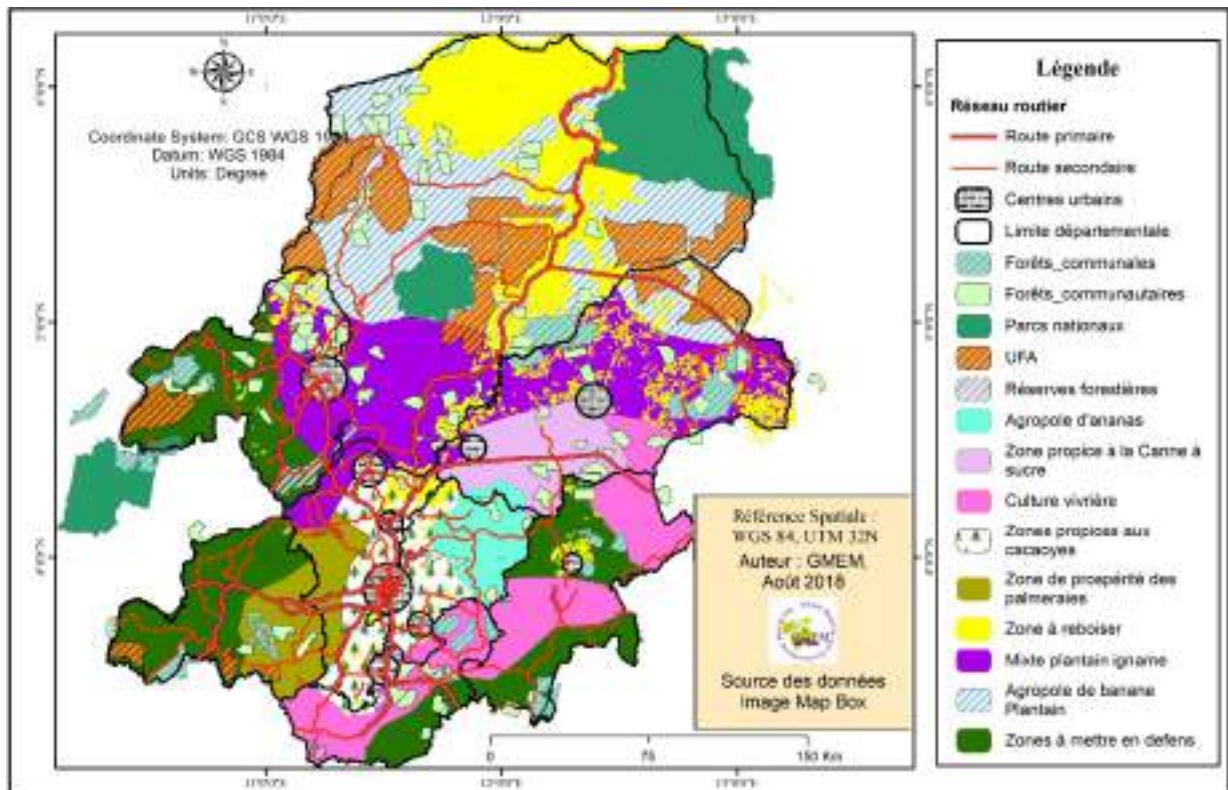 Coordinate System: GCS WGS 1984
Datum: WGS 1984
Units: Degree
Référence Spatiale :
WGS 84, UTM 32N
Auteur : GMEM,
Août 2018
Source des données
Image Map Box
0 75 150 Km
Légende
Réseau routier
Route primaire
Route secondaire
Centres urbains
Limite départementale
Forêts_communales
Forêts_communautaires
Parcs nationaux
UFA
Réserves forestières
Agropole d'ananas
Zone propice à la Canne à
sucre
Culture vivrière
Zones propices aux
cacaoyes
Zone de prospérité des
palmeraies
Zone à reboiser
Mixte plantain igname
Agropole de banane
Plantain
Zones à mettre en defens